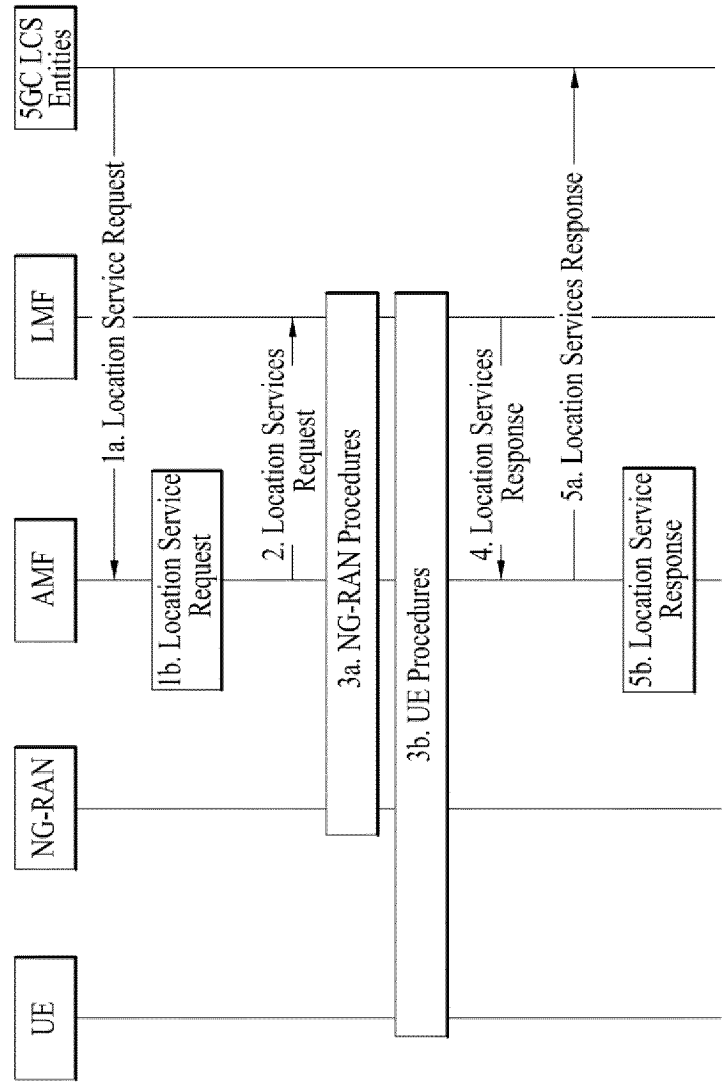 UE
NG-RAN
AMF
LMF
5GC LCS
Entities
1a. Location Service Request
1b. Location Service
Request
2. Location Services
Request
3a. NG-RAN Procedures
3b. UE Procedures
4. Location Services
Response
5a. Location Services Response
5b. Location Service
Response